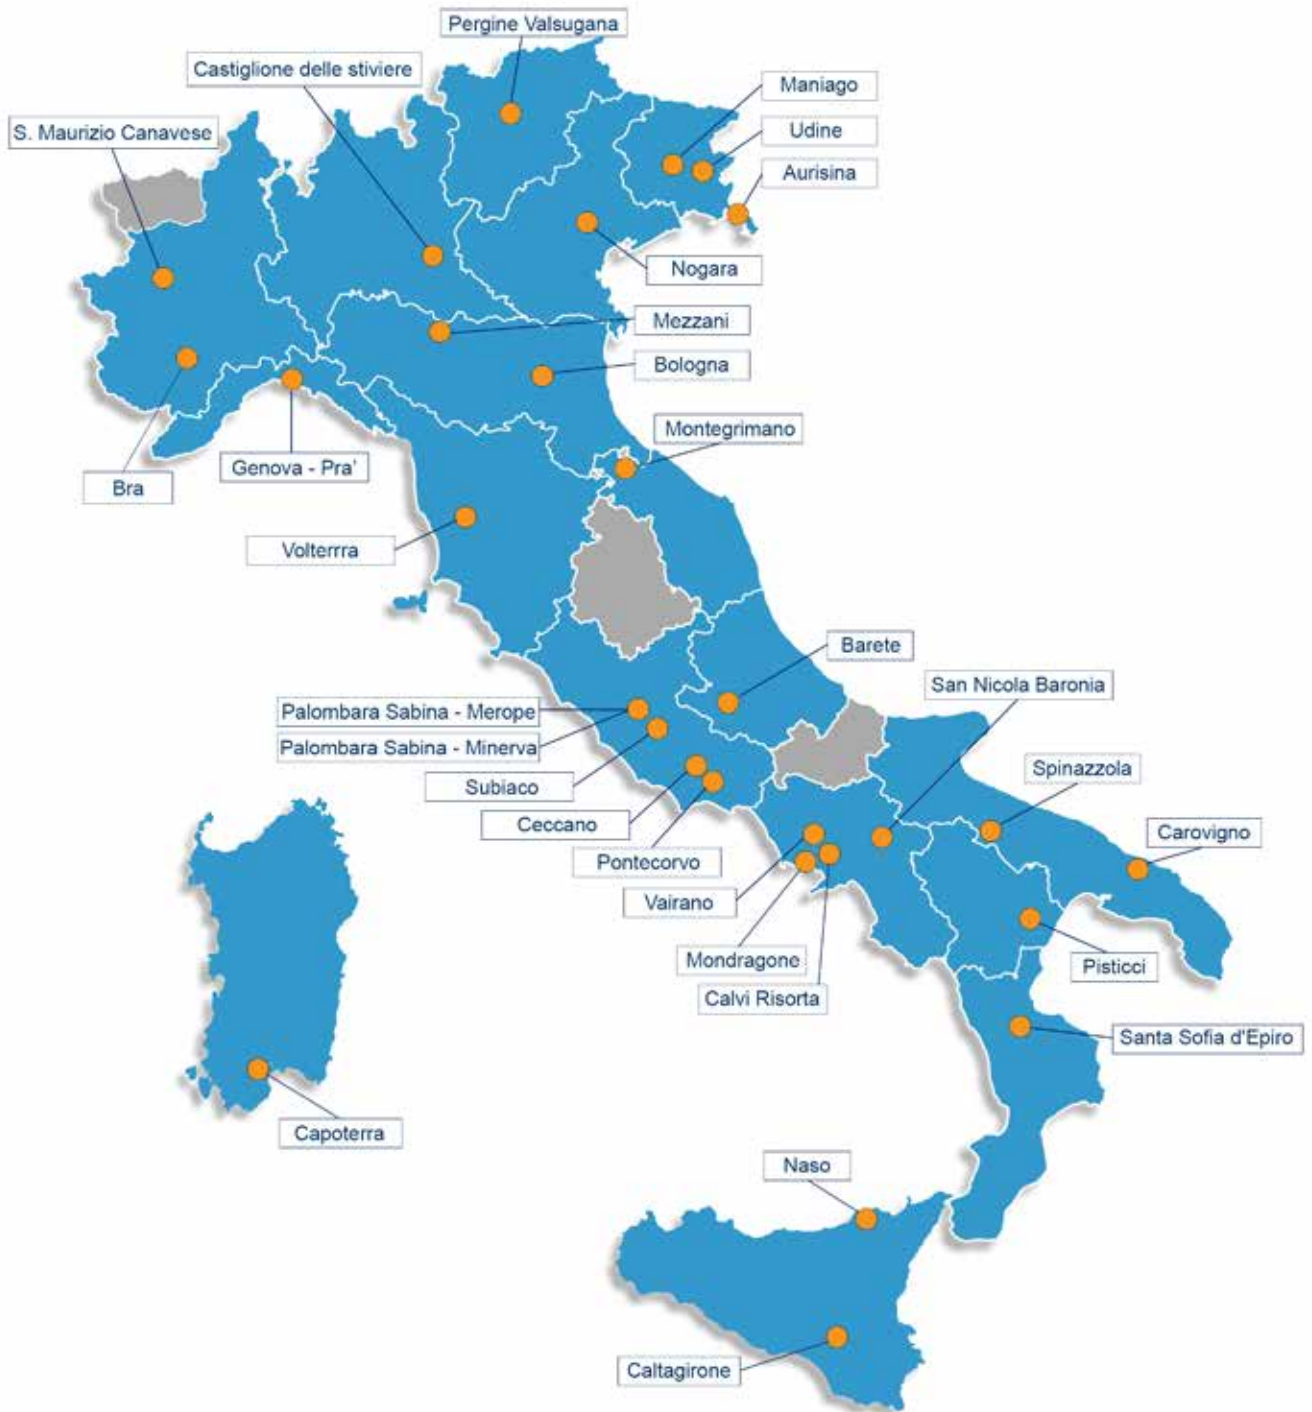 Pergine Valsugana
Castiglione delle stiviere
Maniago
S. Maurizio Canavese
Udine
Aurisina
Nogara
Mezzani
Bologna
Montegrimano
Genova - Pra'
Bra
Volterrra
Barete
San Nicola Baronia
Palombara Sabina - Merope
Palombara Sabina - Minerva
Spinazzola
Subiaco
Ceccano
Carovigno
Pontecorvo
Vairano
Mondragone
Pisticci
Calvi Risorta
Santa Sofia d'Epiro
Capoterra
Naso
Caltagirone